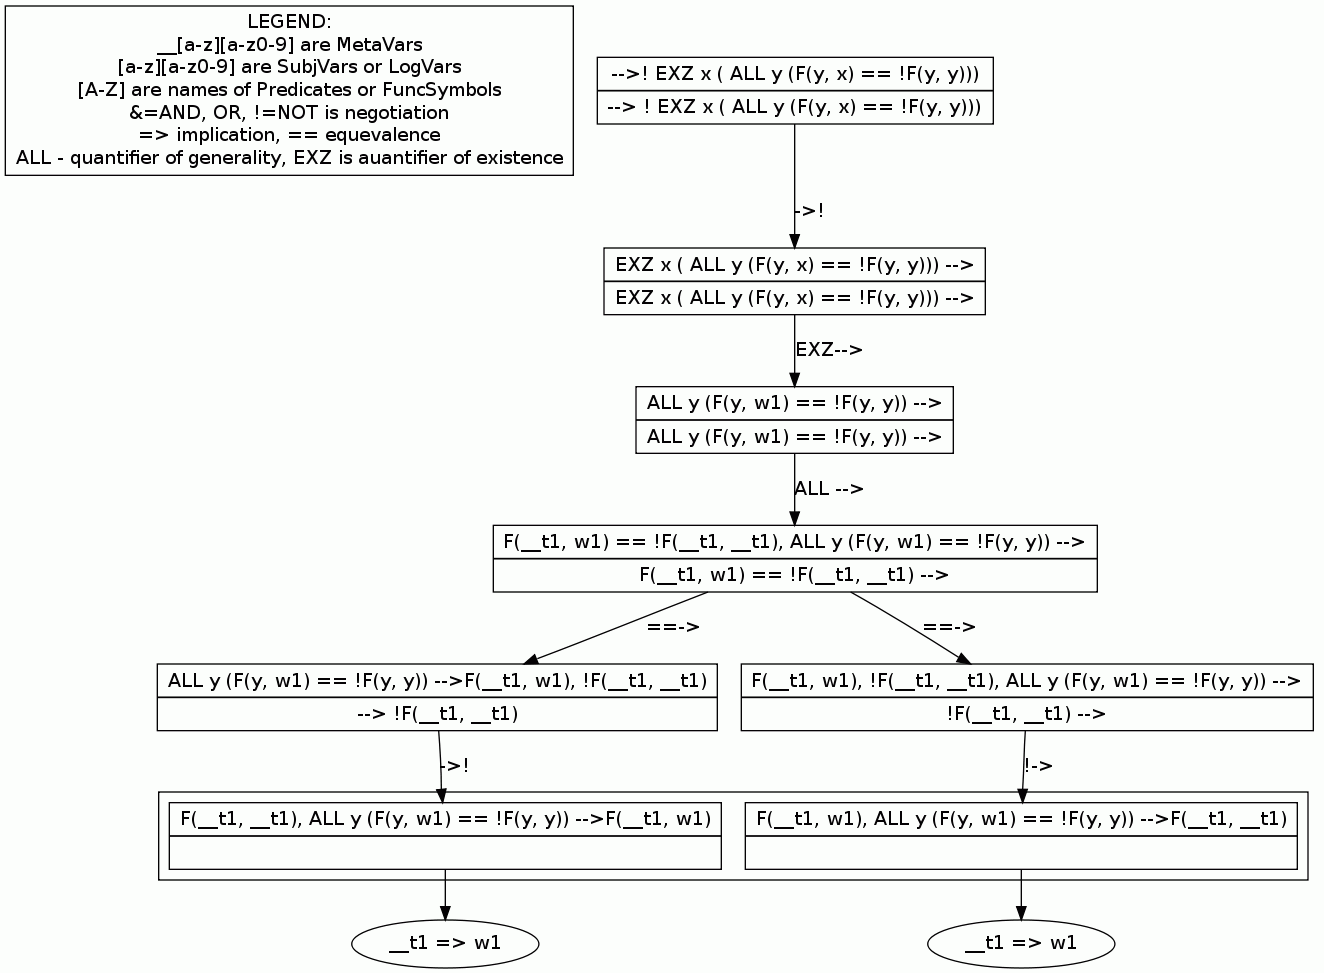 LEGEND:
__[a-z][a-z0-9] are MetaVars
[a-z][a-z0-9] are SubjVars or LogVars
[A-Z] are names of Predicates or FuncSymbols
&=AND, OR, !=NOT is negotiation
=> implication, == equevalence
ALL - quantifier of generality, EXZ is auantifier of existence
-->! EXZ x ( ALL y (F(y, x) == !F(y, y)))
--> ! EXZ x ( ALL y (F(y, x) == !F(y, y)))
->!
EXZ x ( ALL y (F(y, x) == !F(y, y))) -->
EXZ x ( ALL y (F(y, x) == !F(y, y))) -->
EXZ-->
ALL y (F(y, w1) == !F(y, y)) -->
ALL y (F(y, w1) == !F(y, y)) -->
ALL -->
F(__t1, w1) == !F(__t1, __t1), ALL y (F(y, w1) == !F(y, y)) -->
F(__t1, w1) == !F(__t1, __t1) -->
==->
==->
ALL y (F(y, w1) == !F(y, y)) -->F(__t1, w1), !F(__t1, __t1)
--> !F(__t1, __t1)
F(__t1, w1), !F(__t1, __t1), ALL y (F(y, w1) == !F(y, y)) -->
!F(__t1, __t1) -->
->!
!->
F(__t1, __t1), ALL y (F(y, w1) == !F(y, y)) -->F(__t1, w1)
F(__t1, w1), ALL y (F(y, w1) == !F(y, y)) -->F(__t1, __t1)
__t1 => w1
__t1 => w1